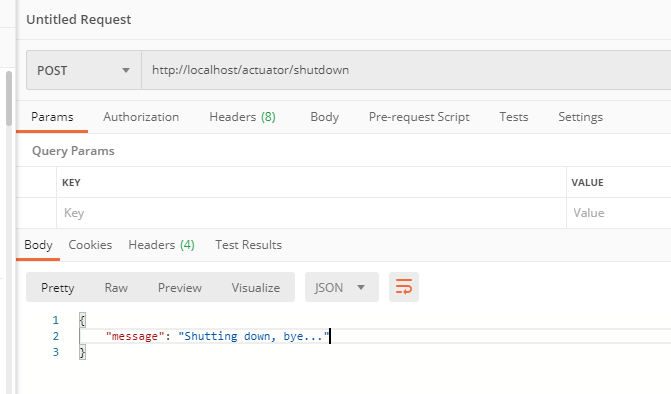 Untitled Request
POST http://localhost/actuator/shutdown
Params Authorization Headers (8) Body Pre-request Script Tests Settings
Query Params
KEY VALUE
Key Value
Body Cookies Headers (4) Test Results
Pretty Raw Preview Visualize JSON
1 {
2 "message": "Shutting down, bye..."
3 }